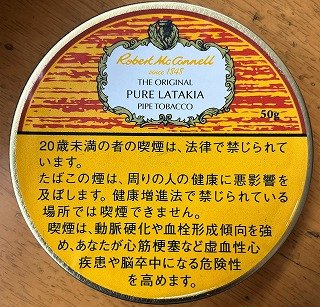 Robert McConnell
since 1848
THE ORIGINAL
PURE LATAKIA
PIPE TOBACCO
50g
20歳未満の者の喫煙は、法律で禁じられて
います。
たばこの煙は、周りの人の健康に悪影響を
及ぼします。健康増進法で禁じられている
場所では喫煙できません。
喫煙は、動脈硬化や血栓形成傾向を強
め、あなたが心筋梗塞など虚血性心
疾患や脳卒中になる危険性
を高めます。